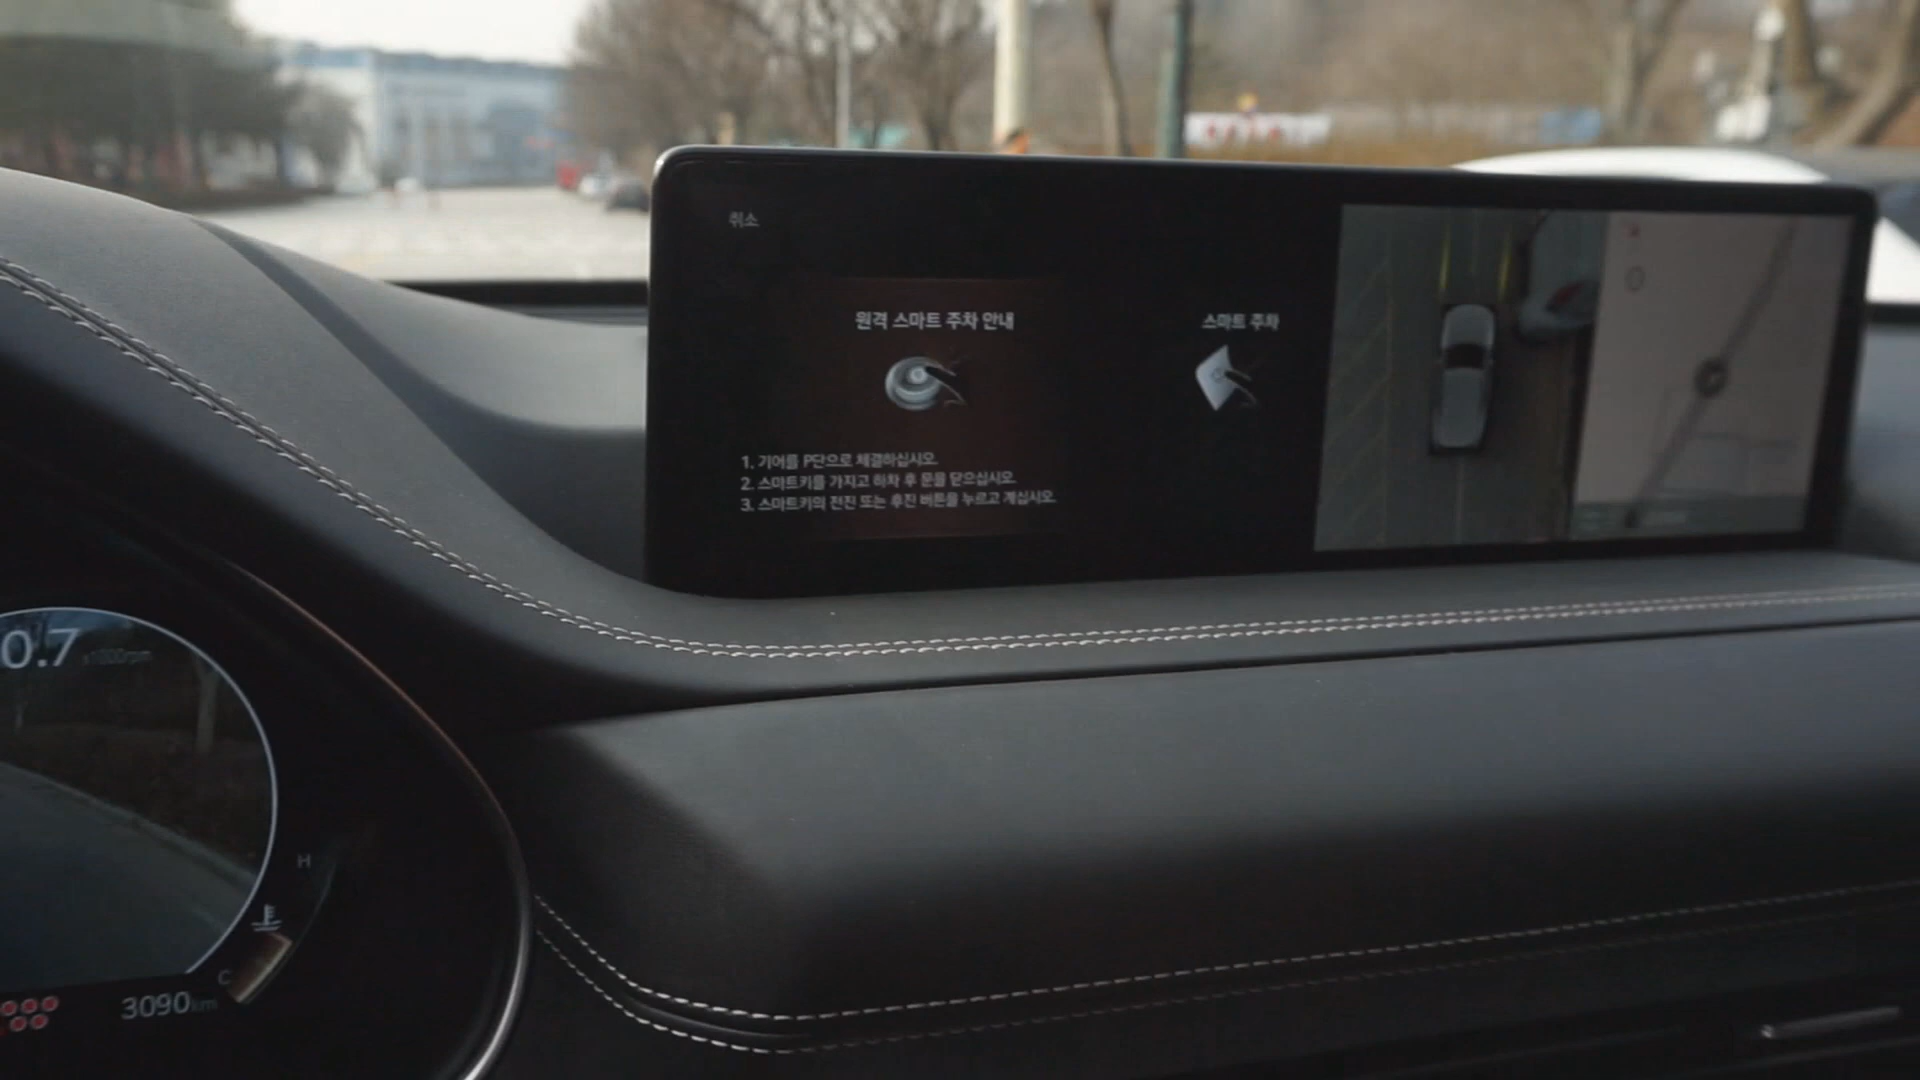 취소
원격 스마트 주차 안내
스마트 주차
1. 기어를 P단으로 체결하십시오.
2. 스마트키를 가지고 하차 후 문을 닫으십시오.
3. 스마트키의 전진 또는 후진 버튼을 누르고 계십시오.
0.7 x1000rpm
H
C
3090 km